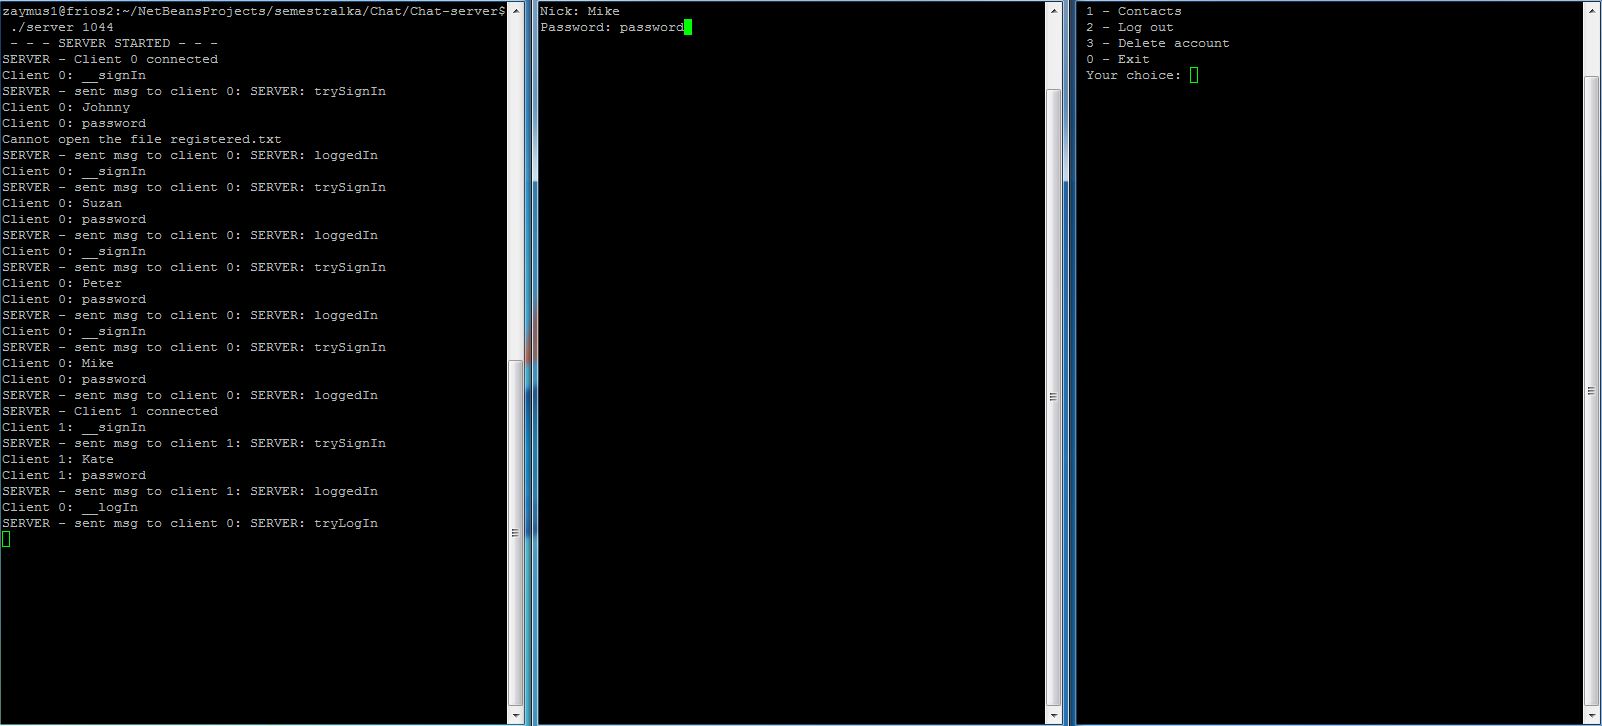 zaymus1@frios2:~/NetBeansProjects/semestralka/Chat/Chat-server$
./server 1044
- - - SERVER STARTED - - -
SERVER - Client 0 connected
Client 0: __signIn
SERVER - sent msg to client 0: SERVER: trySignIn
Client 0: Johnny
Client 0: password
Cannot open the file registered.txt
SERVER - sent msg to client 0: SERVER: loggedIn
Client 0: __signIn
SERVER - sent msg to client 0: SERVER: trySignIn
Client 0: Suzan
Client 0: password
SERVER - sent msg to client 0: SERVER: loggedIn
Client 0: __signIn
SERVER - sent msg to client 0: SERVER: trySignIn
Client 0: Peter
Client 0: password
SERVER - sent msg to client 0: SERVER: loggedIn
Client 0: __signIn
SERVER - sent msg to client 0: SERVER: trySignIn
Client 0: Mike
Client 0: password
SERVER - sent msg to client 0: SERVER: loggedIn
SERVER - Client 1 connected
Client 1: __signIn
SERVER - sent msg to client 1: SERVER: trySignIn
Client 1: Kate
Client 1: password
SERVER - sent msg to client 1: SERVER: loggedIn
Client 0: __logIn
SERVER - sent msg to client 0: SERVER: tryLogIn
Nick: Mike
Password: password
1 - Contacts
2 - Log out
3 - Delete account
0 - Exit
Your choice: